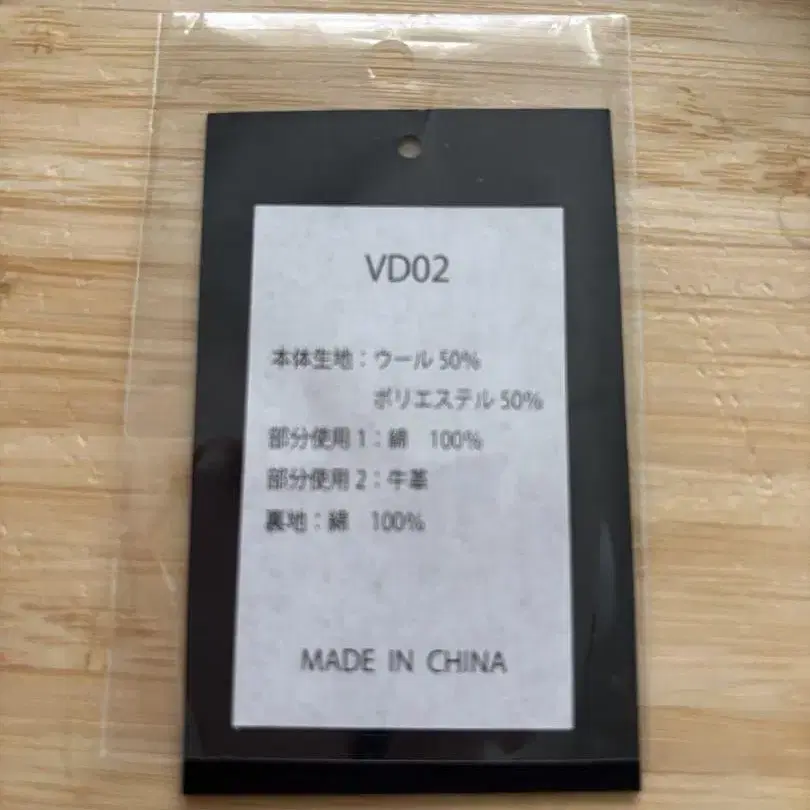 VD02
本体生地：ウール 50%
ポリエステル 50%
部分使用 1：綿　100%
部分使用 2：牛革
裏地：綿　100%
MADE IN CHINA